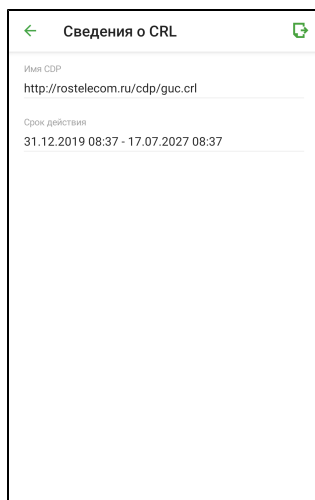 Сведения о CRL
Имя CDP
http://rostelecom.ru/cdp/guc.crl
Срок действия
31.12.2019 08:37 - 17.07.2027 08:37